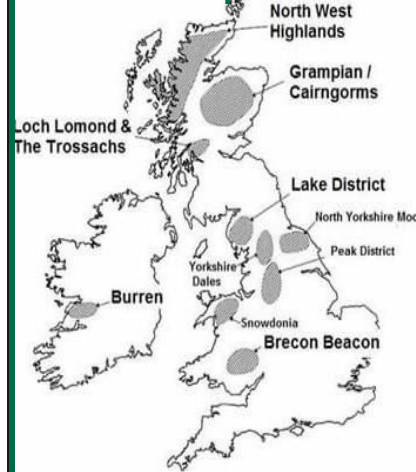 North West
Highlands
Grampian /
Cairngorms
Loch Lomond &
The Trossachs
Lake District
North Yorkshire Moo
Yorkshire
Dales
Peak District
Burren
Snowdonia
Brecon Beacon